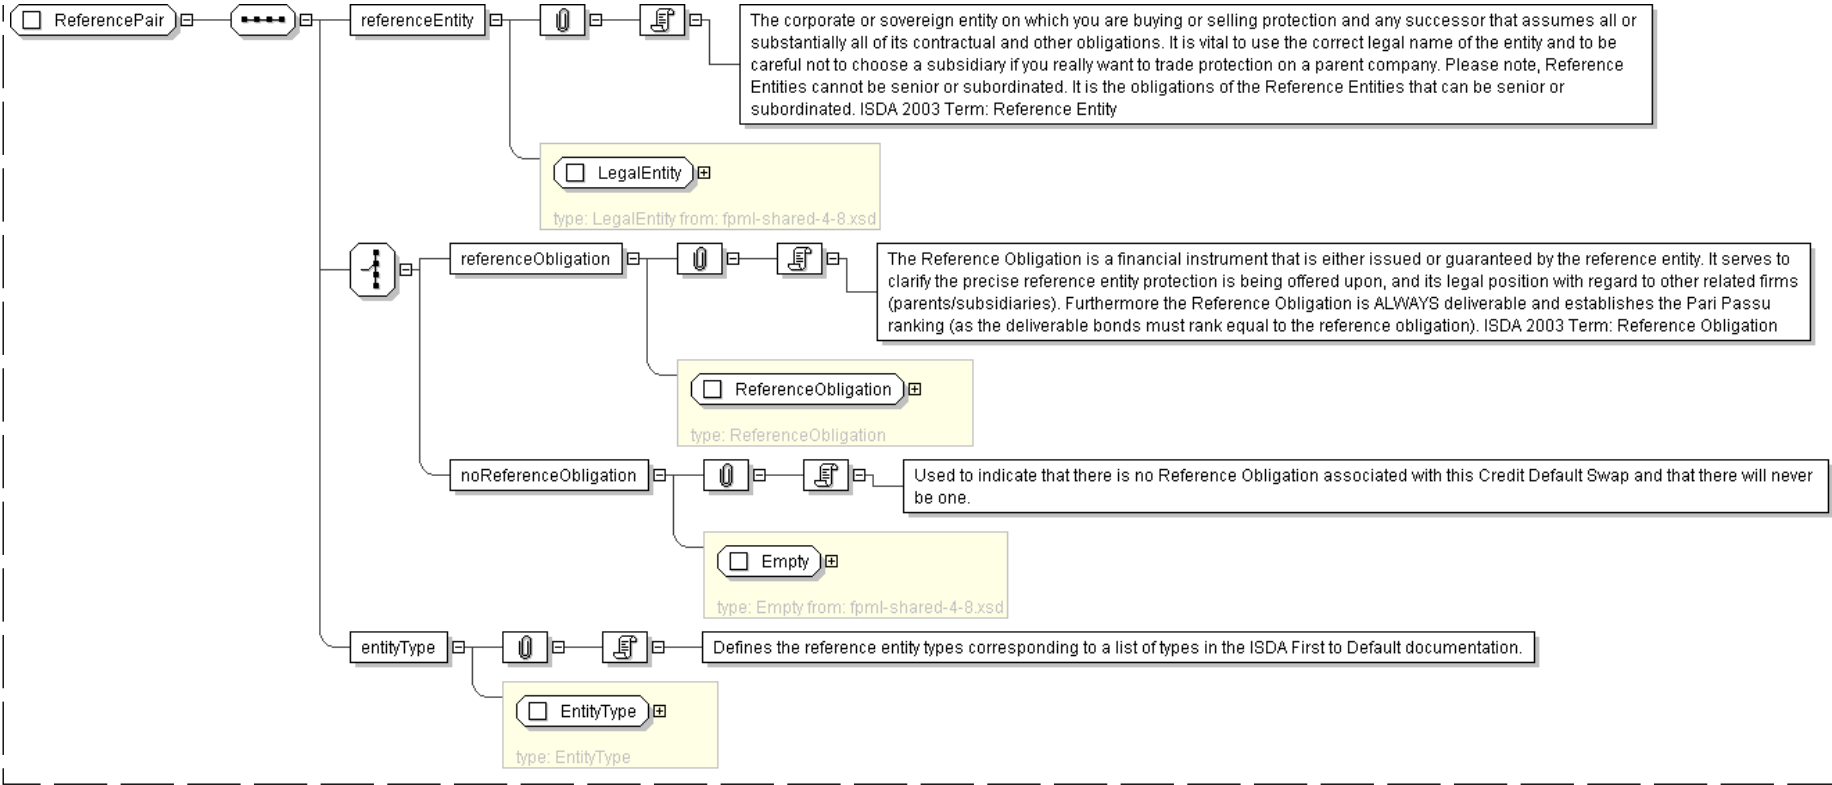 ReferencePair
referenceEntity
The corporate or sovereign entity on which you are buying or selling protection and any successor that assumes all or
substantially all of its contractual and other obligations. It is vital to use the correct legal name of the entity and to be
careful not to choose a subsidiary if you really want to trade protection on a parent company. Please note, Reference
Entities cannot be senior or subordinated. It is the obligations of the Reference Entities that can be senior or
subordinated. ISDA 2003 Term: Reference Entity
LegalEntity
type: LegalEntity from: fpml-shared-4-8.xsd
referenceObligation
The Reference Obligation is a financial instrument that is either issued or guaranteed by the reference entity. It serves to
clarify the precise reference entity protection is being offered upon, and its legal position with regard to other related firms
(parents/subsidiaries). Furthermore the Reference Obligation is ALWAYS deliverable and establishes the Pari Passu
ranking (as the deliverable bonds must rank equal to the reference obligation). ISDA 2003 Term: Reference Obligation
ReferenceObligation
type: ReferenceObligation
noReferenceObligation
Used to indicate that there is no Reference Obligation associated with this Credit Default Swap and that there will never
be one.
Empty
type: Empty from: fpml-shared-4-8.xsd
entityType
Defines the reference entity types corresponding to a list of types in the ISDA First to Default documentation.
EntityType
type: EntityType